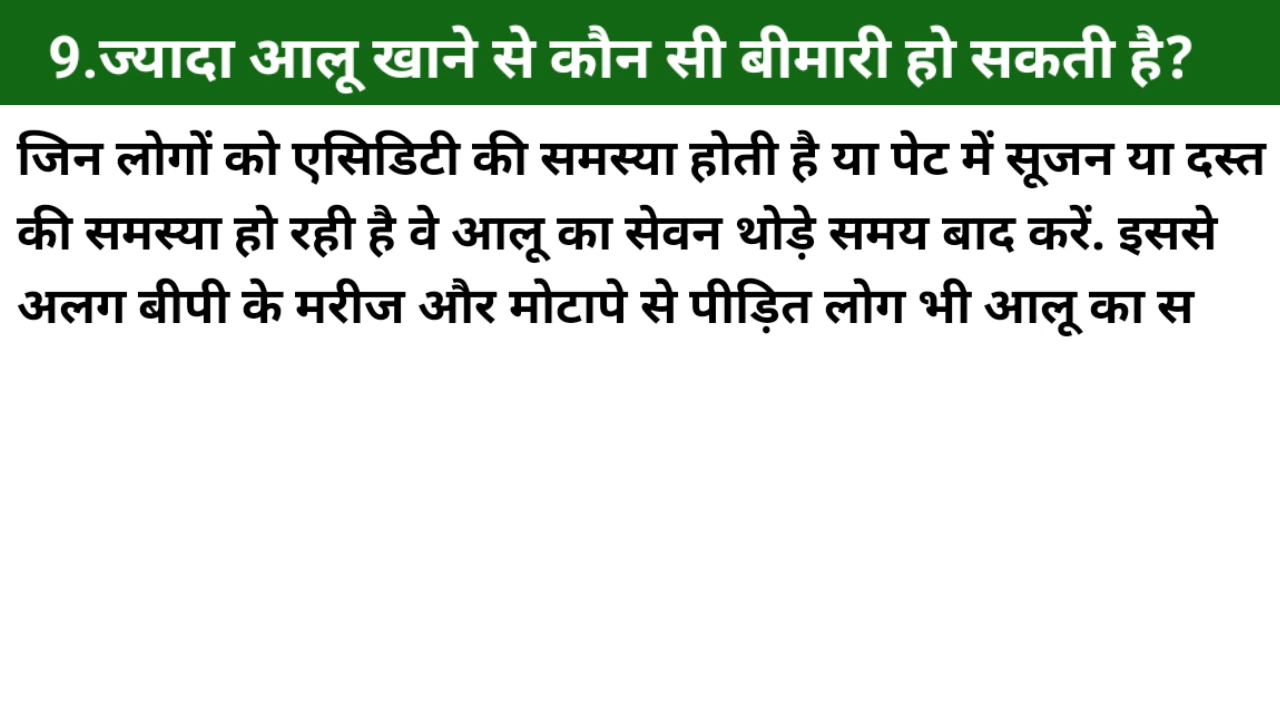 9.ज्यादा आलू खाने से कौन सी बीमारी हो सकती है?
जिन लोगों को एसिडिटी की समस्या होती है या पेट में सूजन या दस्त
की समस्या हो रही है वे आलू का सेवन थोड़े समय बाद करें. इससे
अलग बीपी के मरीज और मोटापे से पीड़ित लोग भी आलू का स